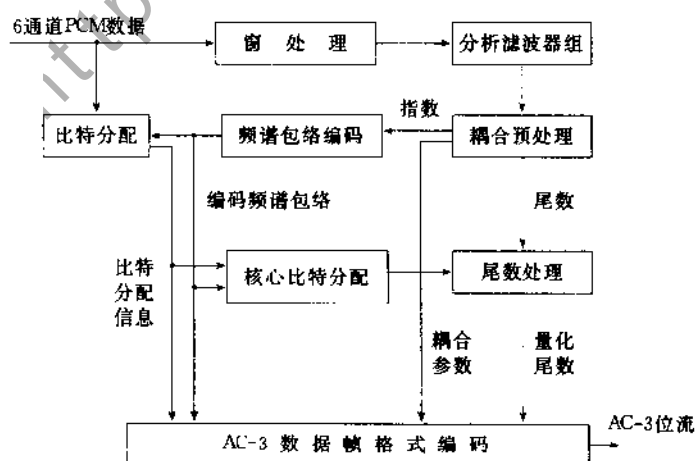 6通道PCM数据
窗 处 理
分析滤波器组
指数
比特分配
频谱包络编码
耦合预处理
编码频谱包络
尾数
比特
分配
信息
核心比特分配
尾数处理
耦合
参数
量化
尾数
AC-3位流
AC-3 数 据 帧 格 式 编 码